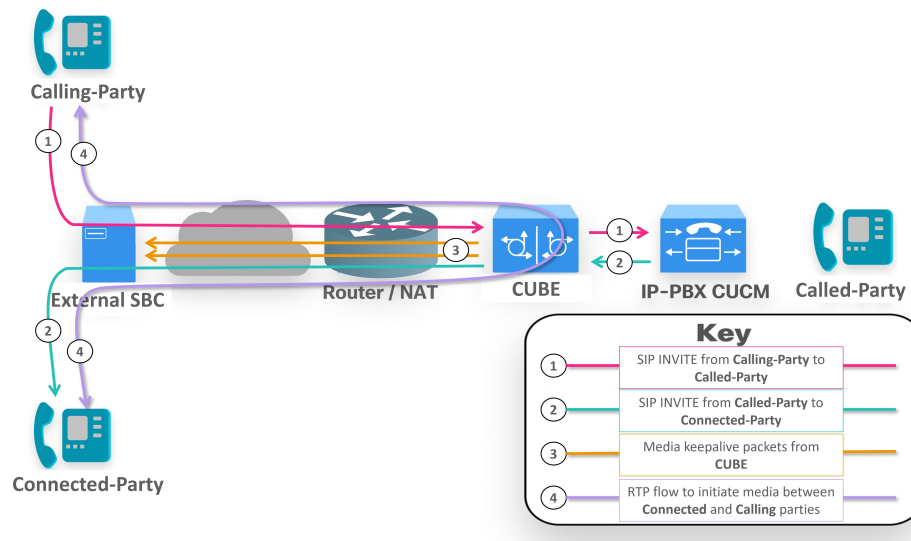 Calling-Party
1
4
1
3
2
External SBC
Router / NAT
CUBE
IP-PBX CUCM
Called-Party
2
4
Connected-Party
Key
1
SIP INVITE from Calling-Party to
Called-Party
2
SIP INVITE from Called-Party to
Connected-Party
3
Media keepalive packets from
CUBE
4
RTP flow to initiate media between
Connected and Calling parties